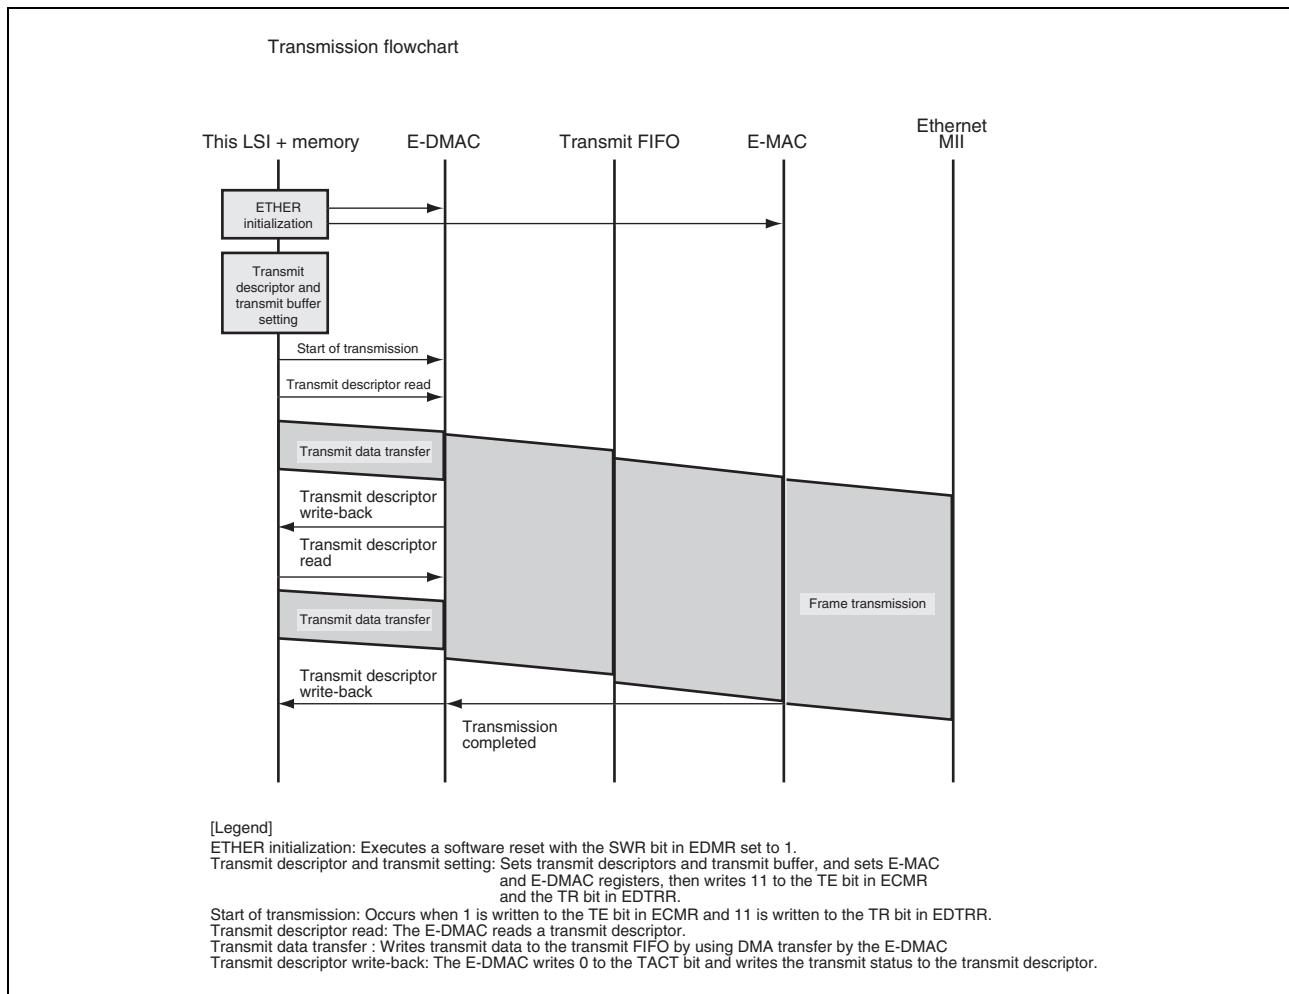 Transmission flowchart
This LSI + memory
E-DMAC
Transmit FIFO
E-MAC
Ethernet
MII
ETHER
initialization
Transmit
descriptor and
transmit buffer
setting
Start of transmission
Transmit descriptor read
Transmit data transfer
Transmit descriptor
write-back
Transmit descriptor
read
Frame transmission
Transmit data transfer
Transmit descriptor
write-back
Transmission
completed
[Legend]
ETHER initialization: Executes a software reset with the SWR bit in EDMR set to 1.
Transmit descriptor and transmit setting: Sets transmit descriptors and transmit buffer, and sets E-MAC
and E-DMAC registers, then writes 11 to the TE bit in ECMR
and the TR bit in EDTRR.
Start of transmission: Occurs when 1 is written to the TE bit in ECMR and 11 is written to the TR bit in EDTRR.
Transmit descriptor read: The E-DMAC reads a transmit descriptor.
Transmit data transfer : Writes transmit data to the transmit FIFO by using DMA transfer by the E-DMAC
Transmit descriptor write-back: The E-DMAC writes 0 to the TACT bit and writes the transmit status to the transmit descriptor.